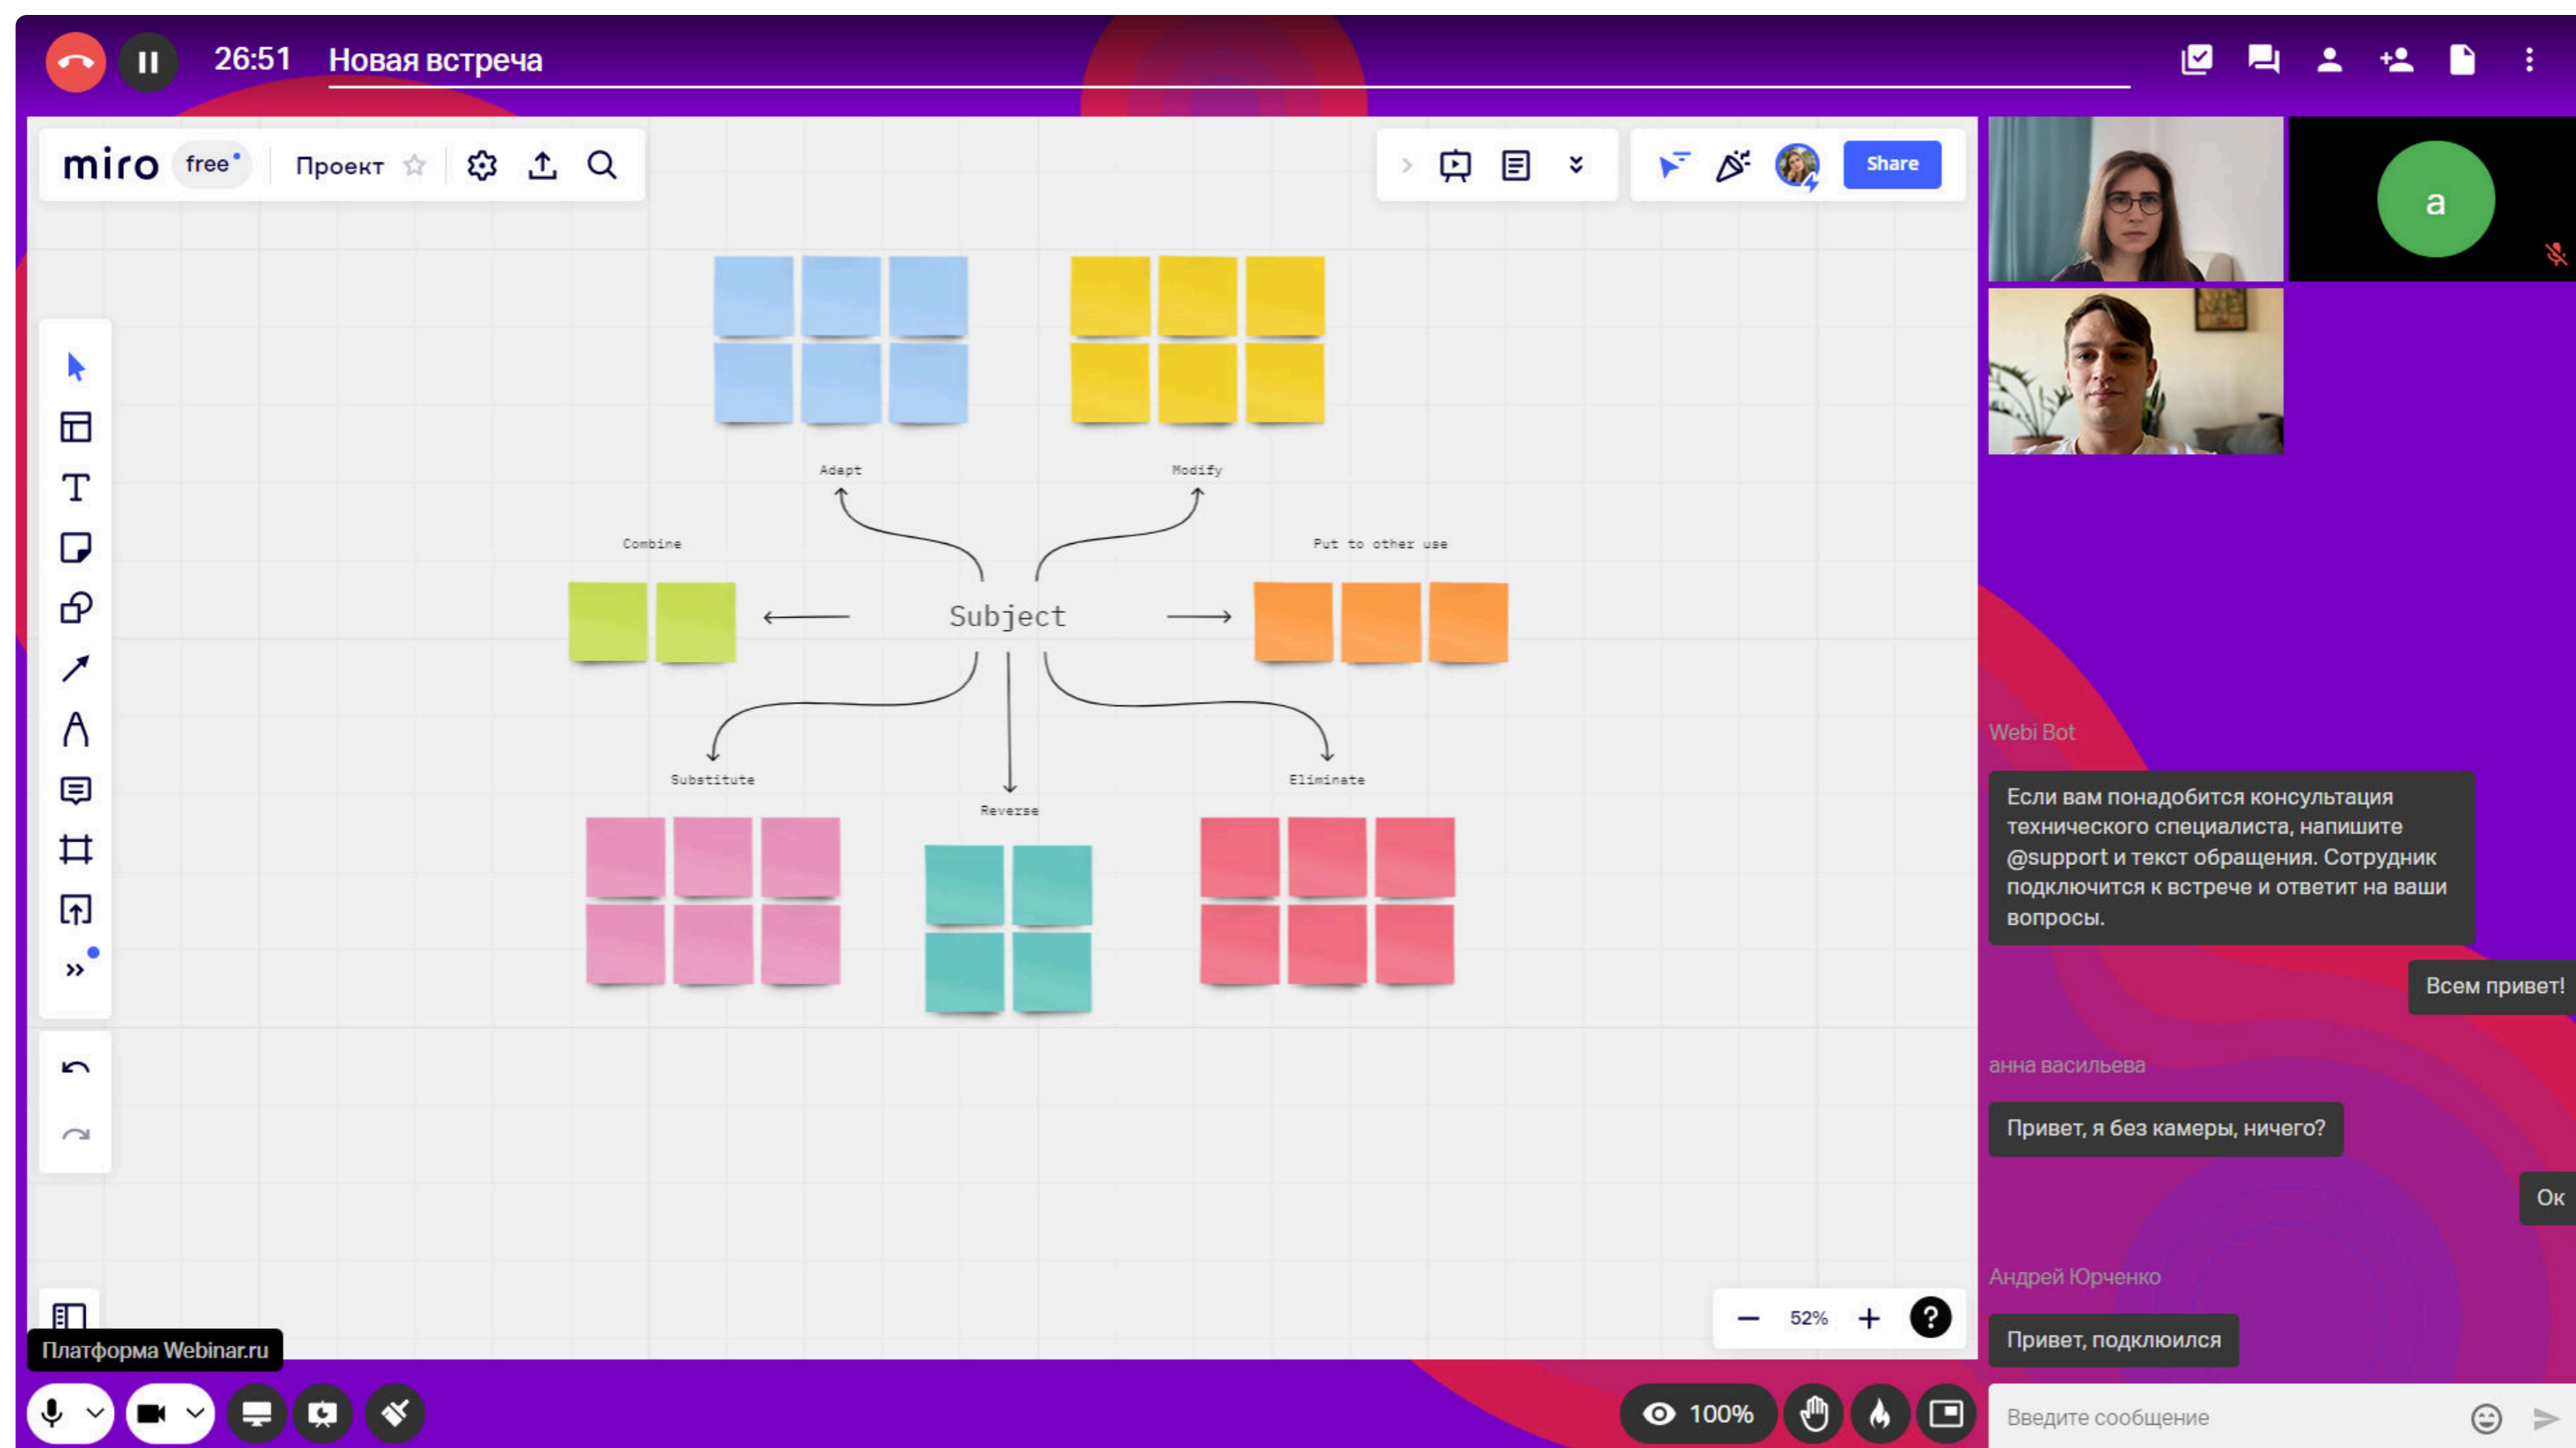 26:51 Новая встреча
miro free Проект
Share
Adapt Modify
Combine Put to other use
Subject
Substitute Eliminate
Reverse
52% ?
Платформа Webinar.ru
100%
a
Webi Bot
Если вам понадобится консультация
технического специалиста, напишите
@support и текст обращения. Сотрудник
подключится к встрече и ответит на ваши
вопросы.
Всем привет!
анна васильева
Привет, я без камеры, ничего?
Ок
Андрей Юрченко
Привет, подклюился
Введите сообщение